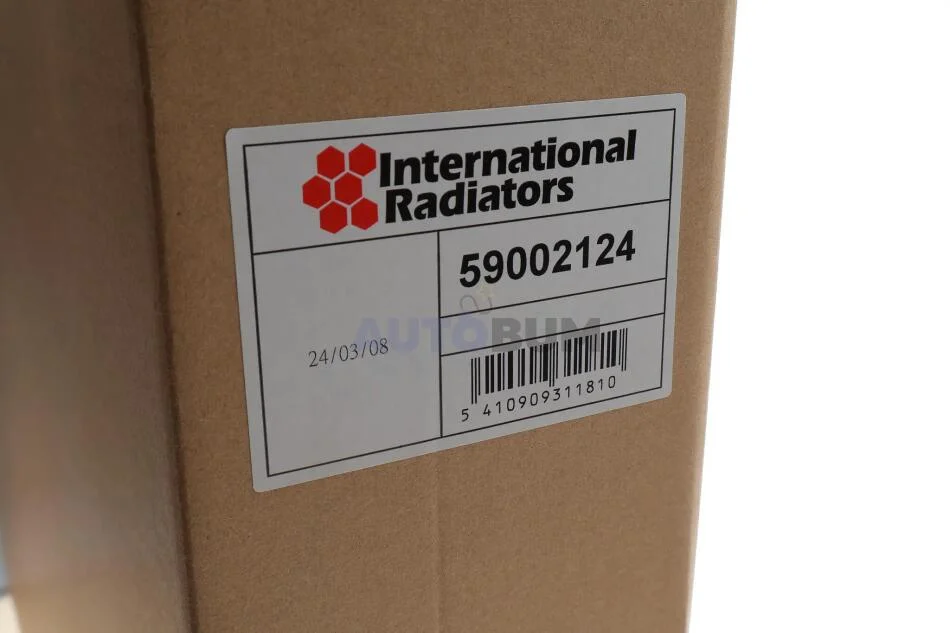 International
Radiators
59002124
24/03/08
AUTOBUM
5 410909311810